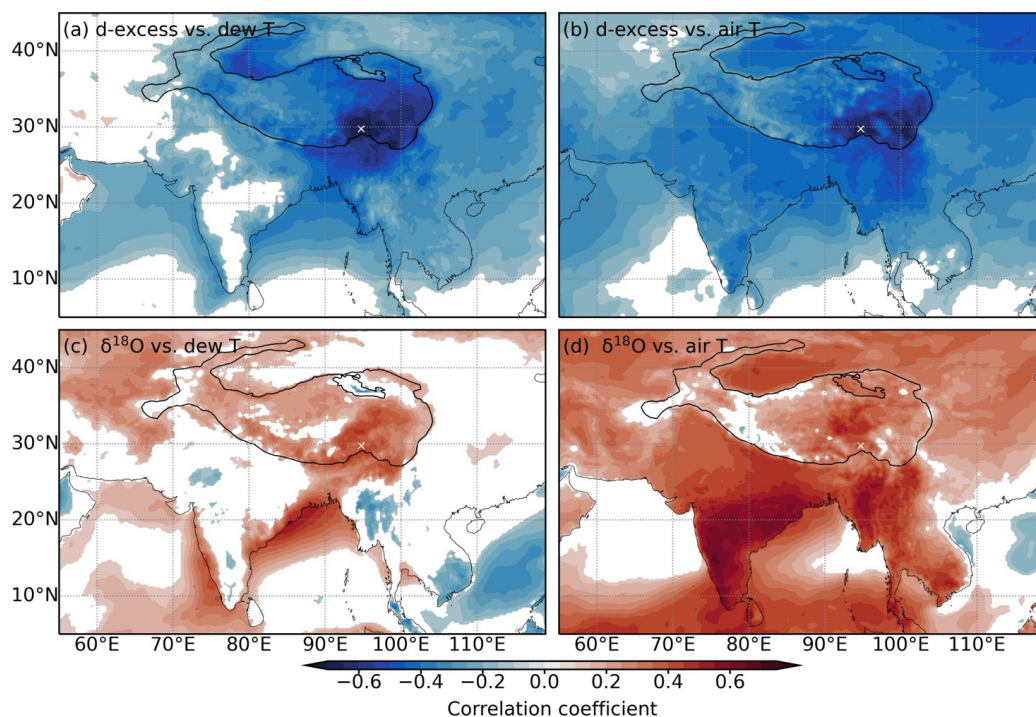 (a) d-excess vs. dew T
(b) d-excess vs. air T
40°N
30°N
20°N
10°N
(c) δ¹⁸O vs. dew T
(d) δ¹⁸O vs. air T
40°N
30°N
20°N
10°N
60°E 70°E 80°E 90°E 100°E 110°E 60°E 70°E 80°E 90°E 100°E 110°E
−0.6 −0.4 −0.2 0.0 0.2 0.4 0.6
Correlation coefficient